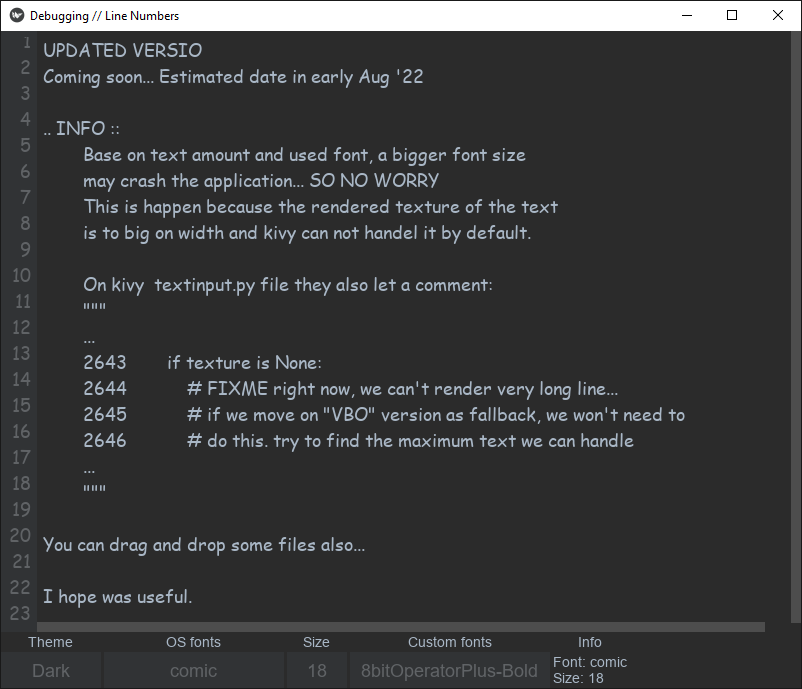 Debugging // Line Numbers
1 UPDATED VERSIO
2 Coming soon... Estimated date in early Aug '22
3
4 .. INFO ::
5 Base on text amount and used font, a bigger font size
6 may crash the application... SO NO WORRY
7 This is happen because the rendered texture of the text
8 is to big on width and kivy can not handel it by default.
9
10 On kivy  textinput.py file they also let a comment:
11 """
12 ...
13 2643 if texture is None:
14 2644 # FIXME right now, we can't render very long line...
15 2645 # if we move on "VBO" version as fallback, we won't need to
16 2646 # do this. try to find the maximum text we can handle
17 ...
18 """
19
20 You can drag and drop some files also...
21
22 I hope was useful.
23
Theme OS fonts Size Custom fonts Info
Dark comic 18 8bitOperatorPlus-Bold Font: comic
Size: 18